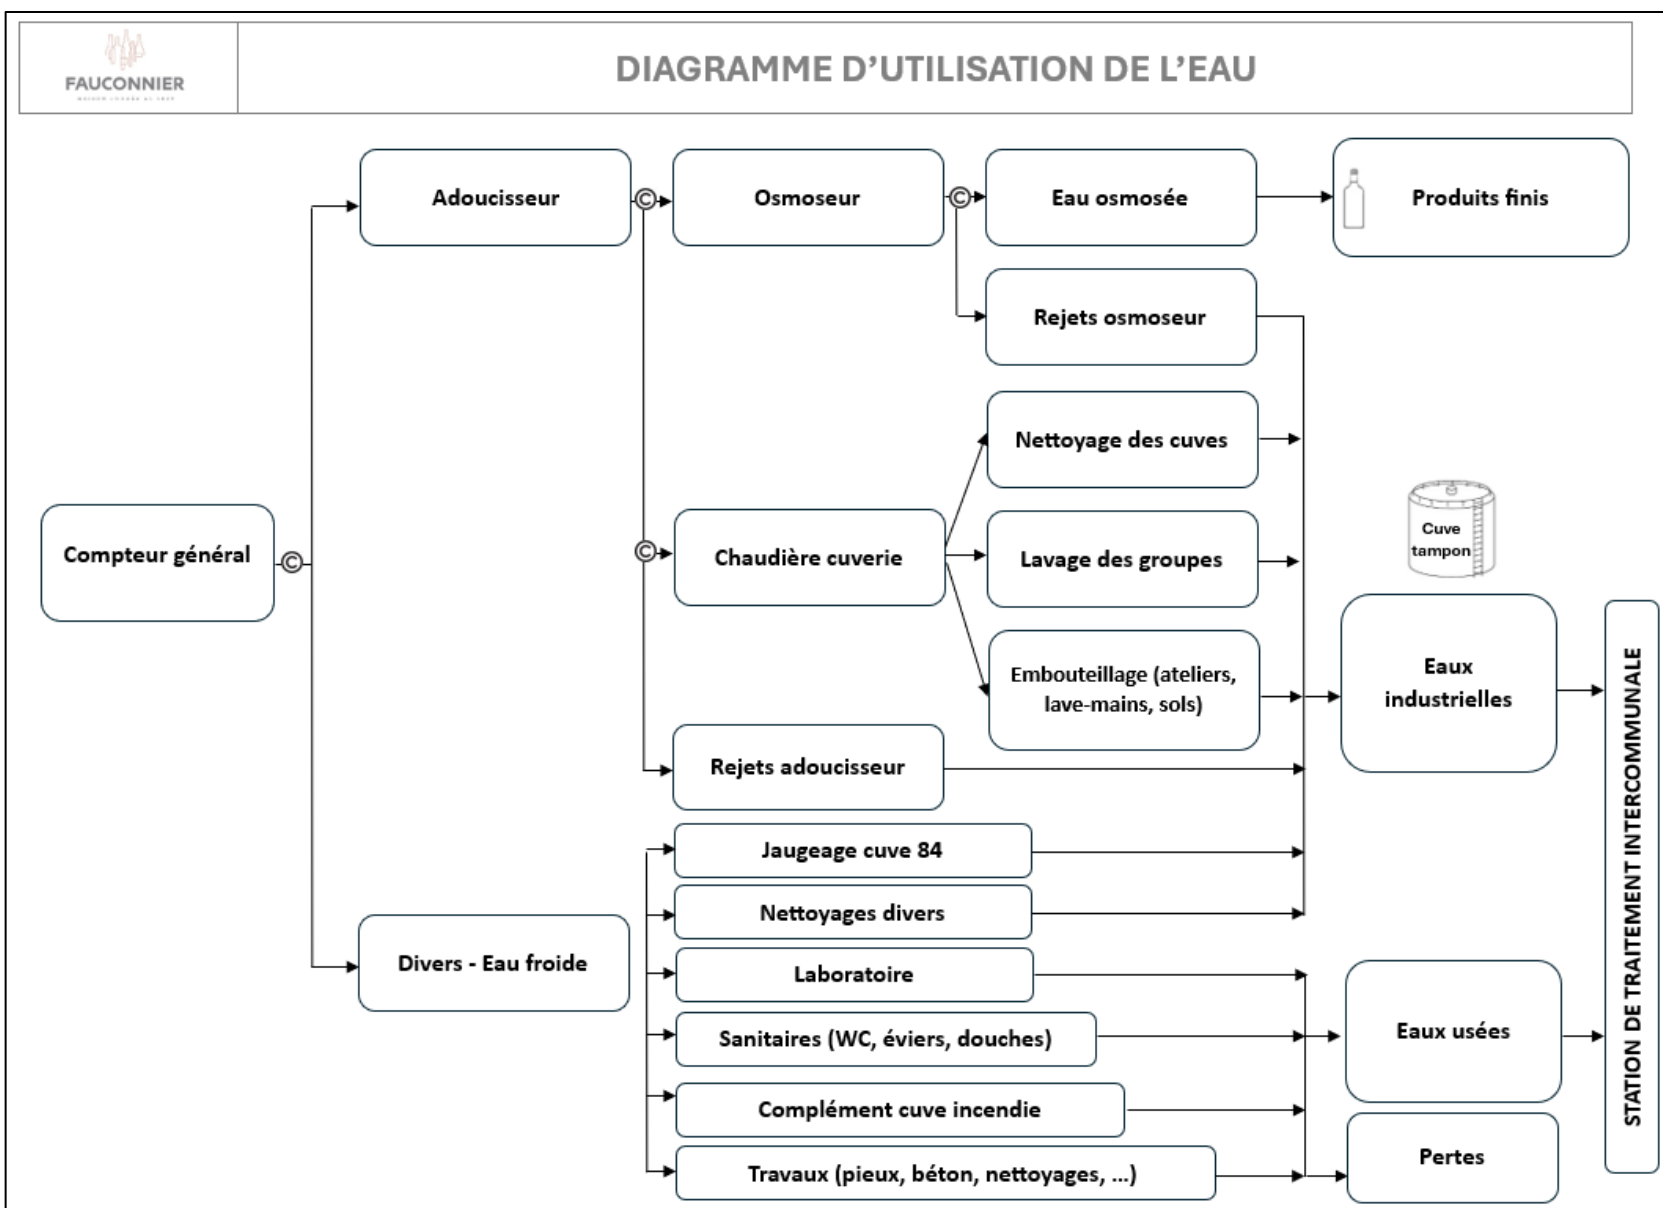 FAUCONNIER
DIAGRAMME D’UTILISATION DE L’EAU
Adoucisseur
©
Osmoseur
©
Eau osmosée
Produits finis
Rejets osmoseur
Nettoyage des cuves
Compteur général
©
©
Chaudière cuverie
Lavage des groupes
Cuve
tampon
Embouteillage (ateliers,
lave-mains, sols)
Eaux
industrielles
Rejets adoucisseur
Jaugeage cuve 84
Nettoyages divers
Divers - Eau froide
Laboratoire
Sanitaires (WC, éviers, douches)
Eaux usées
Complément cuve incendie
Travaux (pieux, béton, nettoyages, ...)
Pertes
STATION DE TRAITEMENT INTERCOMMUNALE